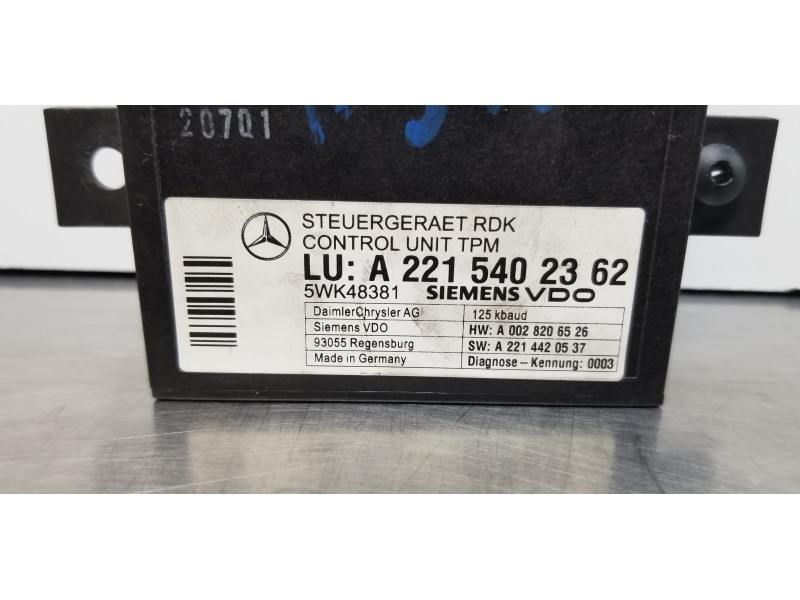 20701
STEUERGERAET RDK
CONTROL UNIT TPM
LU: A 221 540 23 62
5WK48381 SIEMENS VDO
DaimlerChrysler AG 125 kbaud
Siemens VDO HW: A 002 820 65 26
93055 Regensburg SW: A 221 442 05 37
Made in Germany Diagnose - Kennung: 0003